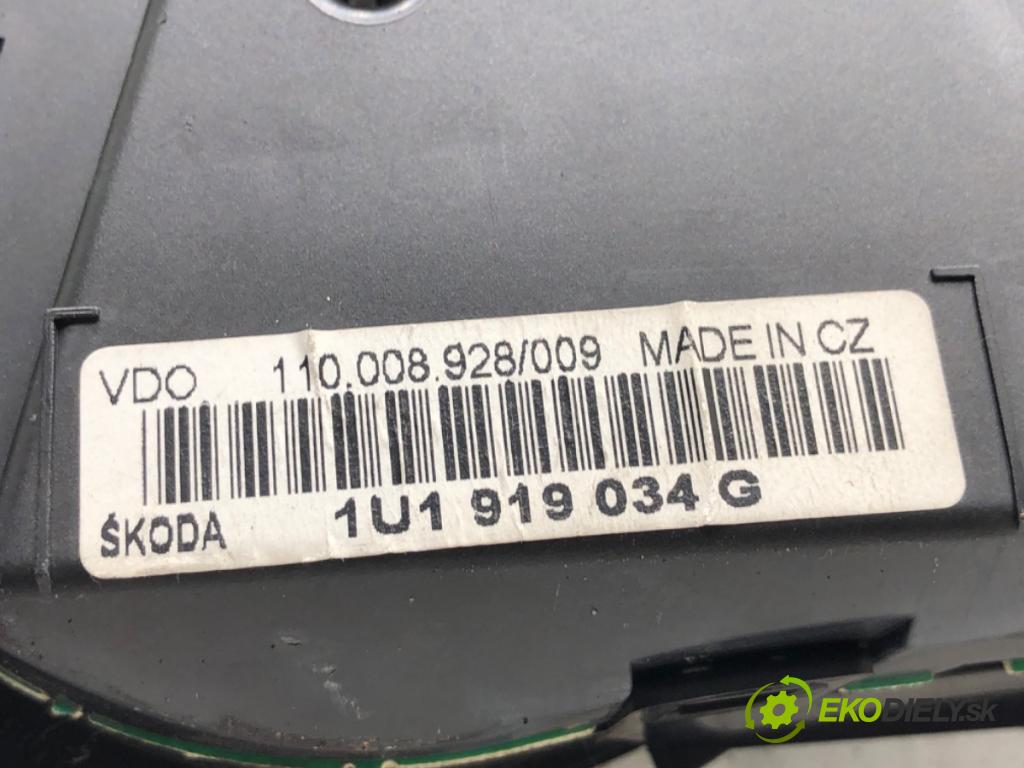 VDO 110.008.928/009 MADE IN CZ
ŠKODA 1U1 919 034 G
EKODIELY.sk